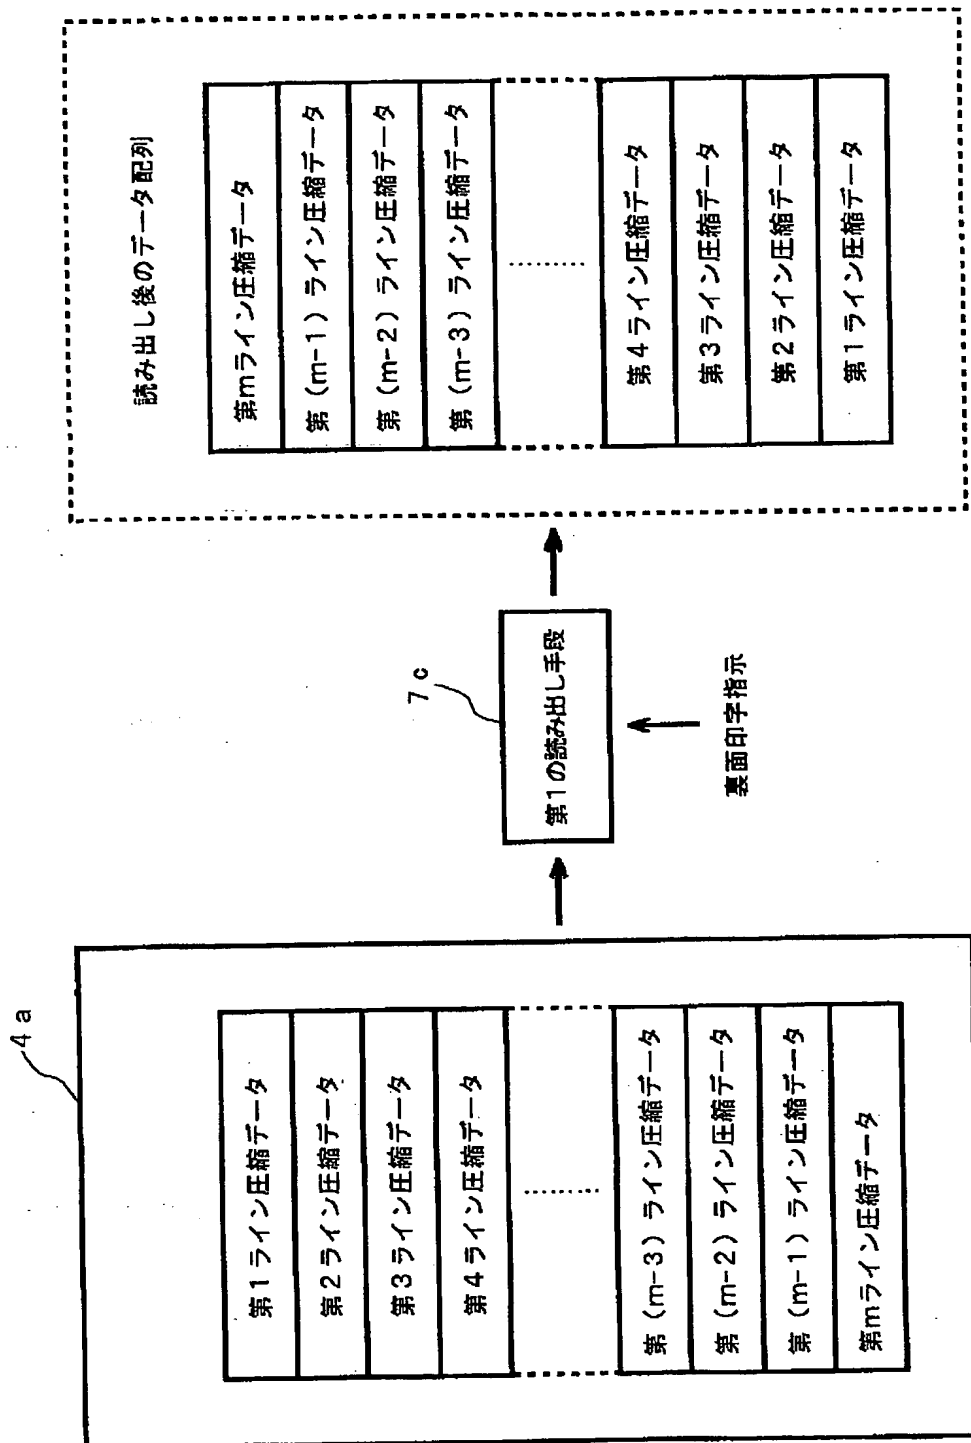 4a
第1ライン圧縮データ
第2ライン圧縮データ
第3ライン圧縮データ
第4ライン圧縮データ
第(m-3)ライン圧縮データ
第(m-2)ライン圧縮データ
第(m-1)ライン圧縮データ
第mライン圧縮データ
7c
第1の読み出し手段
裏面印字指示
読み出し後のデータ配列
第mライン圧縮データ
第(m-1)ライン圧縮データ
第(m-2)ライン圧縮データ
第(m-3)ライン圧縮データ
第4ライン圧縮データ
第3ライン圧縮データ
第2ライン圧縮データ
第1ライン圧縮データ